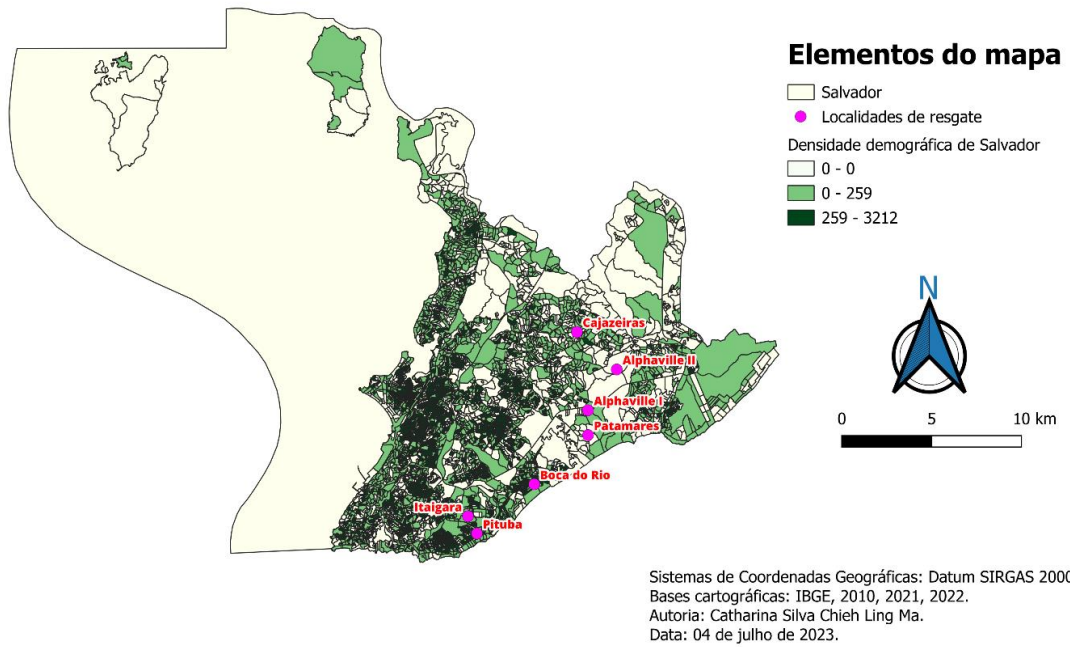 Elementos do mapa
Salvador
Localidades de resgate
Densidade demográfica de Salvador
0 - 0
0 - 259
259 - 3212
Cajazeiras
Alphaville II
Alphaville I
Patamares
Boca do Rio
Itaigara
Pituba
N
0 5 10 km
Sistemas de Coordenadas Geográficas: Datum SIRGAS 2000
Bases cartográficas: IBGE, 2010, 2021, 2022.
Autoria: Catharina Silva Chieh Ling Ma.
Data: 04 de julho de 2023.